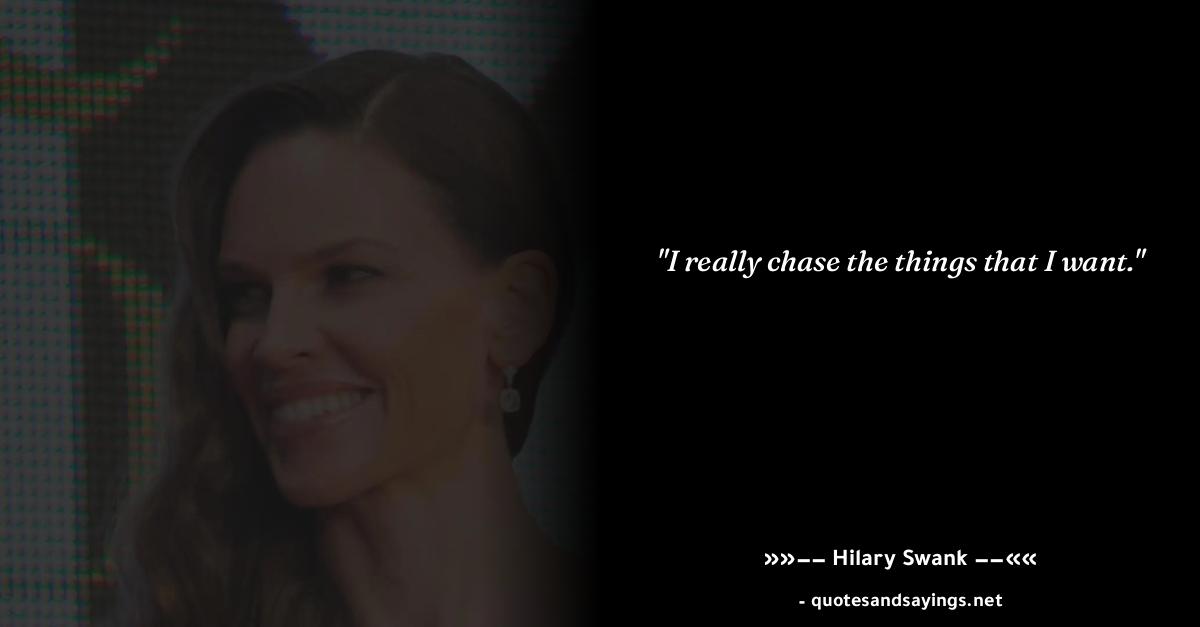 "I really chase the things that I want."
»»–– Hilary Swank ––««
- quotesandsayings.net